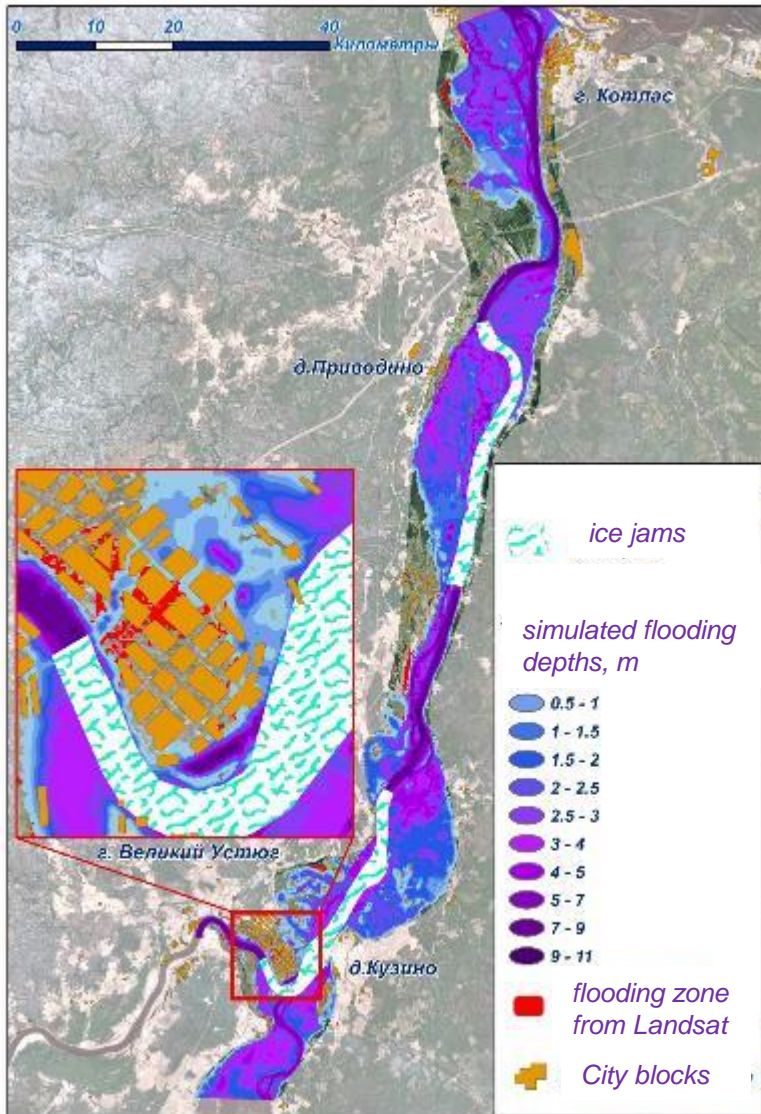 0 10 20 40
Километры
г. Котлас
д.Приводино
ice jams
simulated flooding
depths, m
0.5 - 1
1 - 1.5
1.5 - 2
2 - 2.5
2.5 - 3
3 - 4
4 - 5
5 - 7
7 - 9
9 - 11
г. Великий Устюг
д.Кузино
flooding zone
from Landsat
City blocks